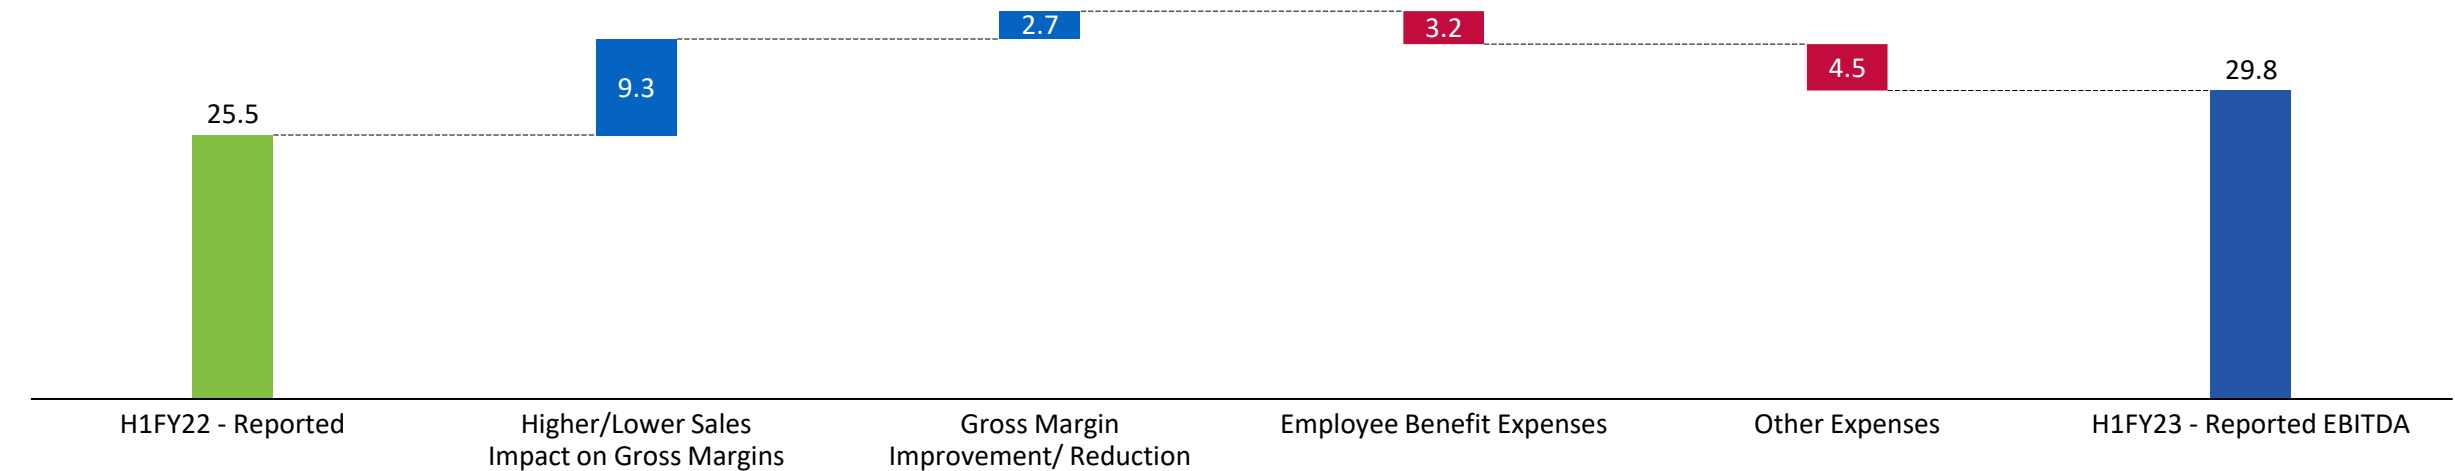 2.7
3.2
9.3
4.5
29.8
25.5
H1FY22 - Reported
Higher/Lower Sales
Impact on Gross Margins
Gross Margin
Improvement/ Reduction
Employee Benefit Expenses
Other Expenses
H1FY23 - Reported EBITDA